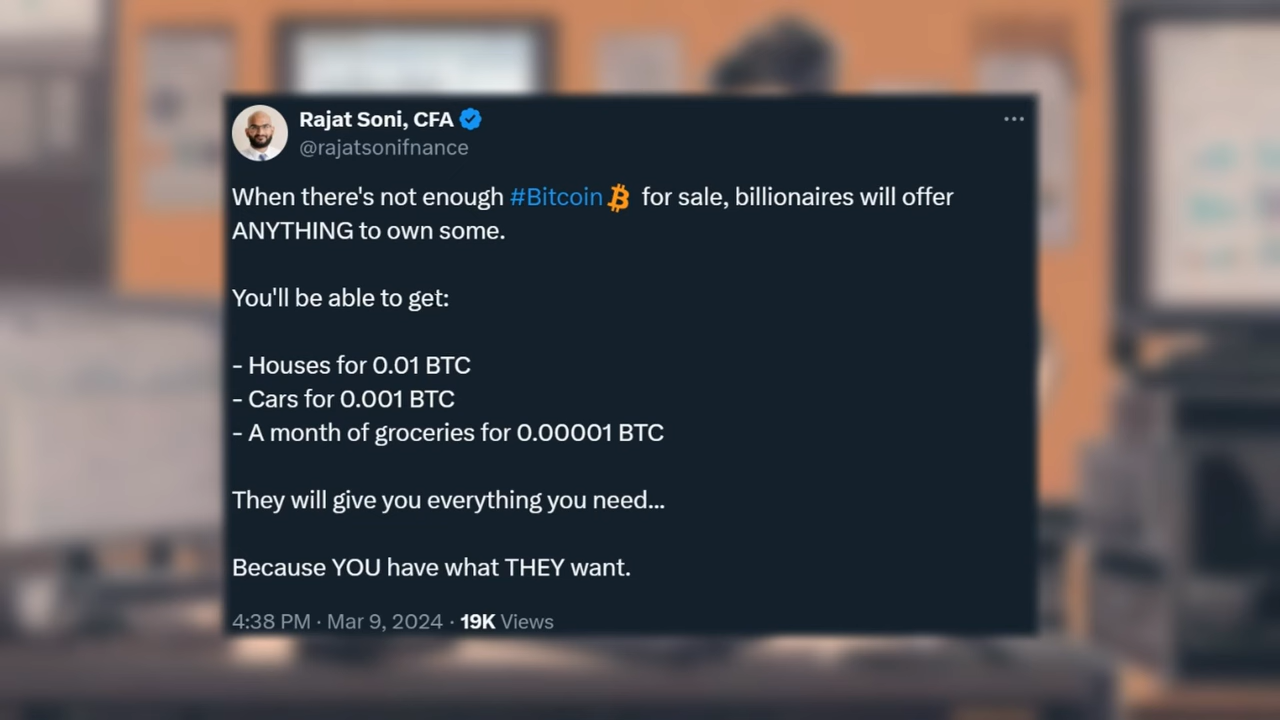 Rajat Soni, CFA
@rajatsonifnance
When there's not enough #Bitcoin for sale, billionaires will offer
ANYTHING to own some.
You'll be able to get:
- Houses for 0.01 BTC
- Cars for 0.001 BTC
- A month of groceries for 0.00001 BTC
They will give you everything you need...
Because YOU have what THEY want.
4:38 PM · Mar 9, 2024 · 19K Views